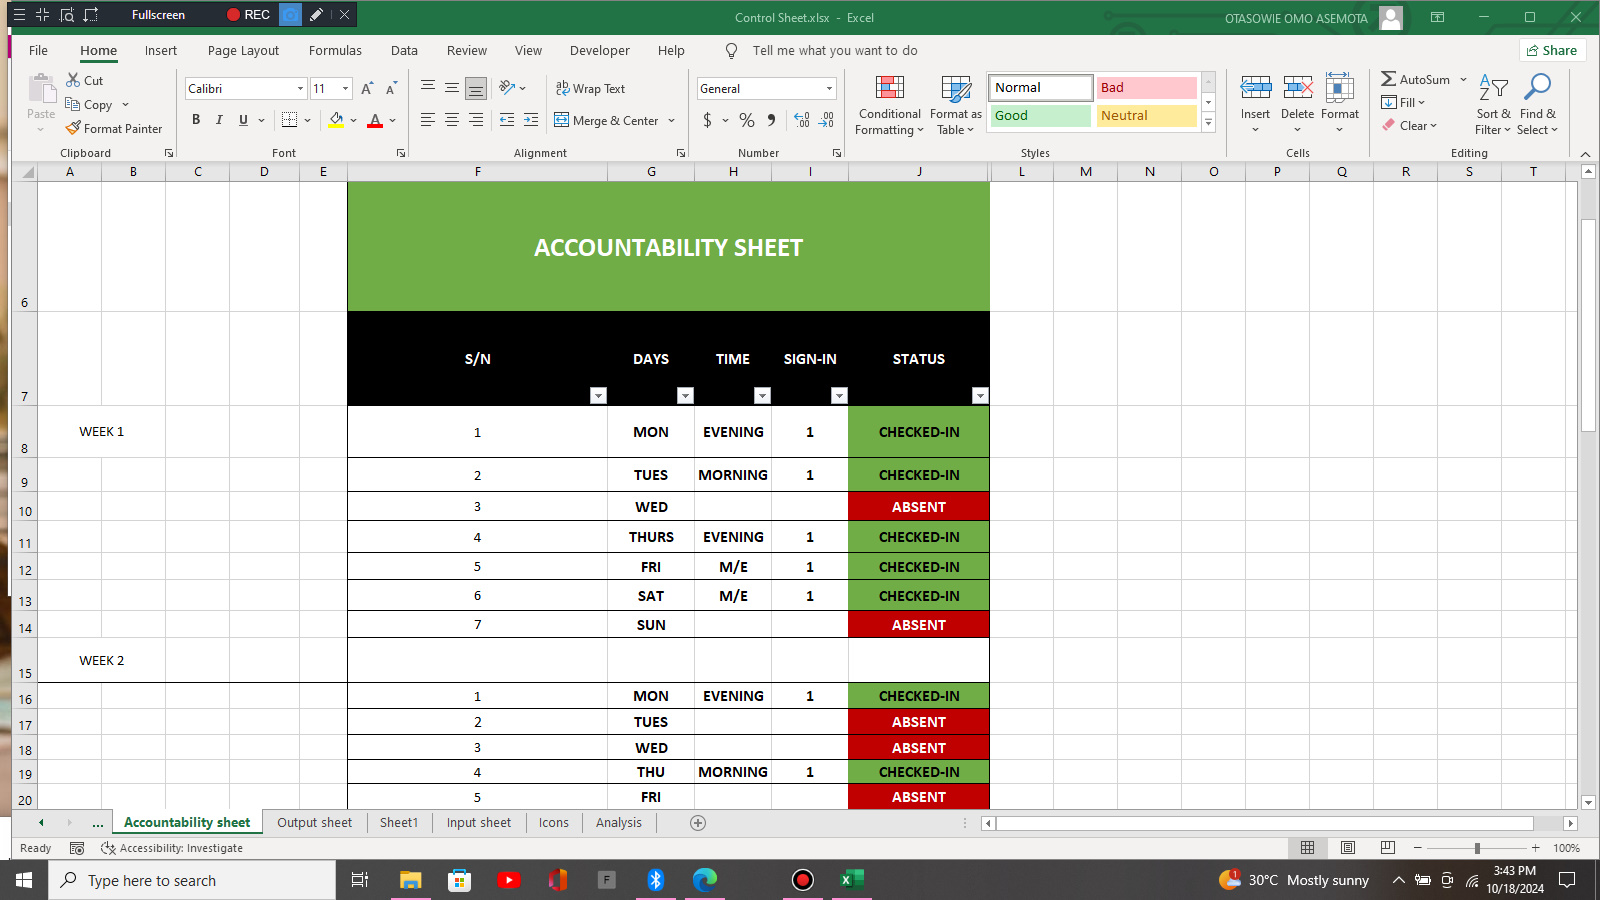 Fullscreen REC
Control Sheet.xlsx - Excel
OTASOWIE OMO ASEMOTA
File Home Insert Page Layout Formulas Data Review View Developer Help Tell me what you want to do Share
Paste
Cut
Copy
Format Painter
Clipboard
Calibri 11 A A
B I U A
Font
ab Wrap Text
Merge & Center
Alignment
General
$ % ,
Number
Conditional Formatting
Format as Table
Normal Bad
Good Neutral
Styles
Insert Delete Format
Cells
AutoSum
Fill
Clear
Sort & Filter
Find & Select
Editing
A B C D E F G H I J L M N O P Q R S T
6 ACCOUNTABILITY SHEET
7 S/N DAYS TIME SIGN-IN STATUS
8 WEEK 1 1 MON EVENING 1 CHECKED-IN
9 2 TUES MORNING 1 CHECKED-IN
10 3 WED ABSENT
11 4 THURS EVENING 1 CHECKED-IN
12 5 FRI M/E 1 CHECKED-IN
13 6 SAT M/E 1 CHECKED-IN
14 7 SUN ABSENT
15 WEEK 2
16 1 MON EVENING 1 CHECKED-IN
17 2 TUES ABSENT
18 3 WED ABSENT
19 4 THU MORNING 1 CHECKED-IN
20 5 FRI ABSENT
... Accountability sheet Output sheet Sheet1 Input sheet Icons Analysis
Ready Accessibility: Investigate 100%
Type here to search
F
1 30°C Mostly sunny
3:43 PM
10/18/2024